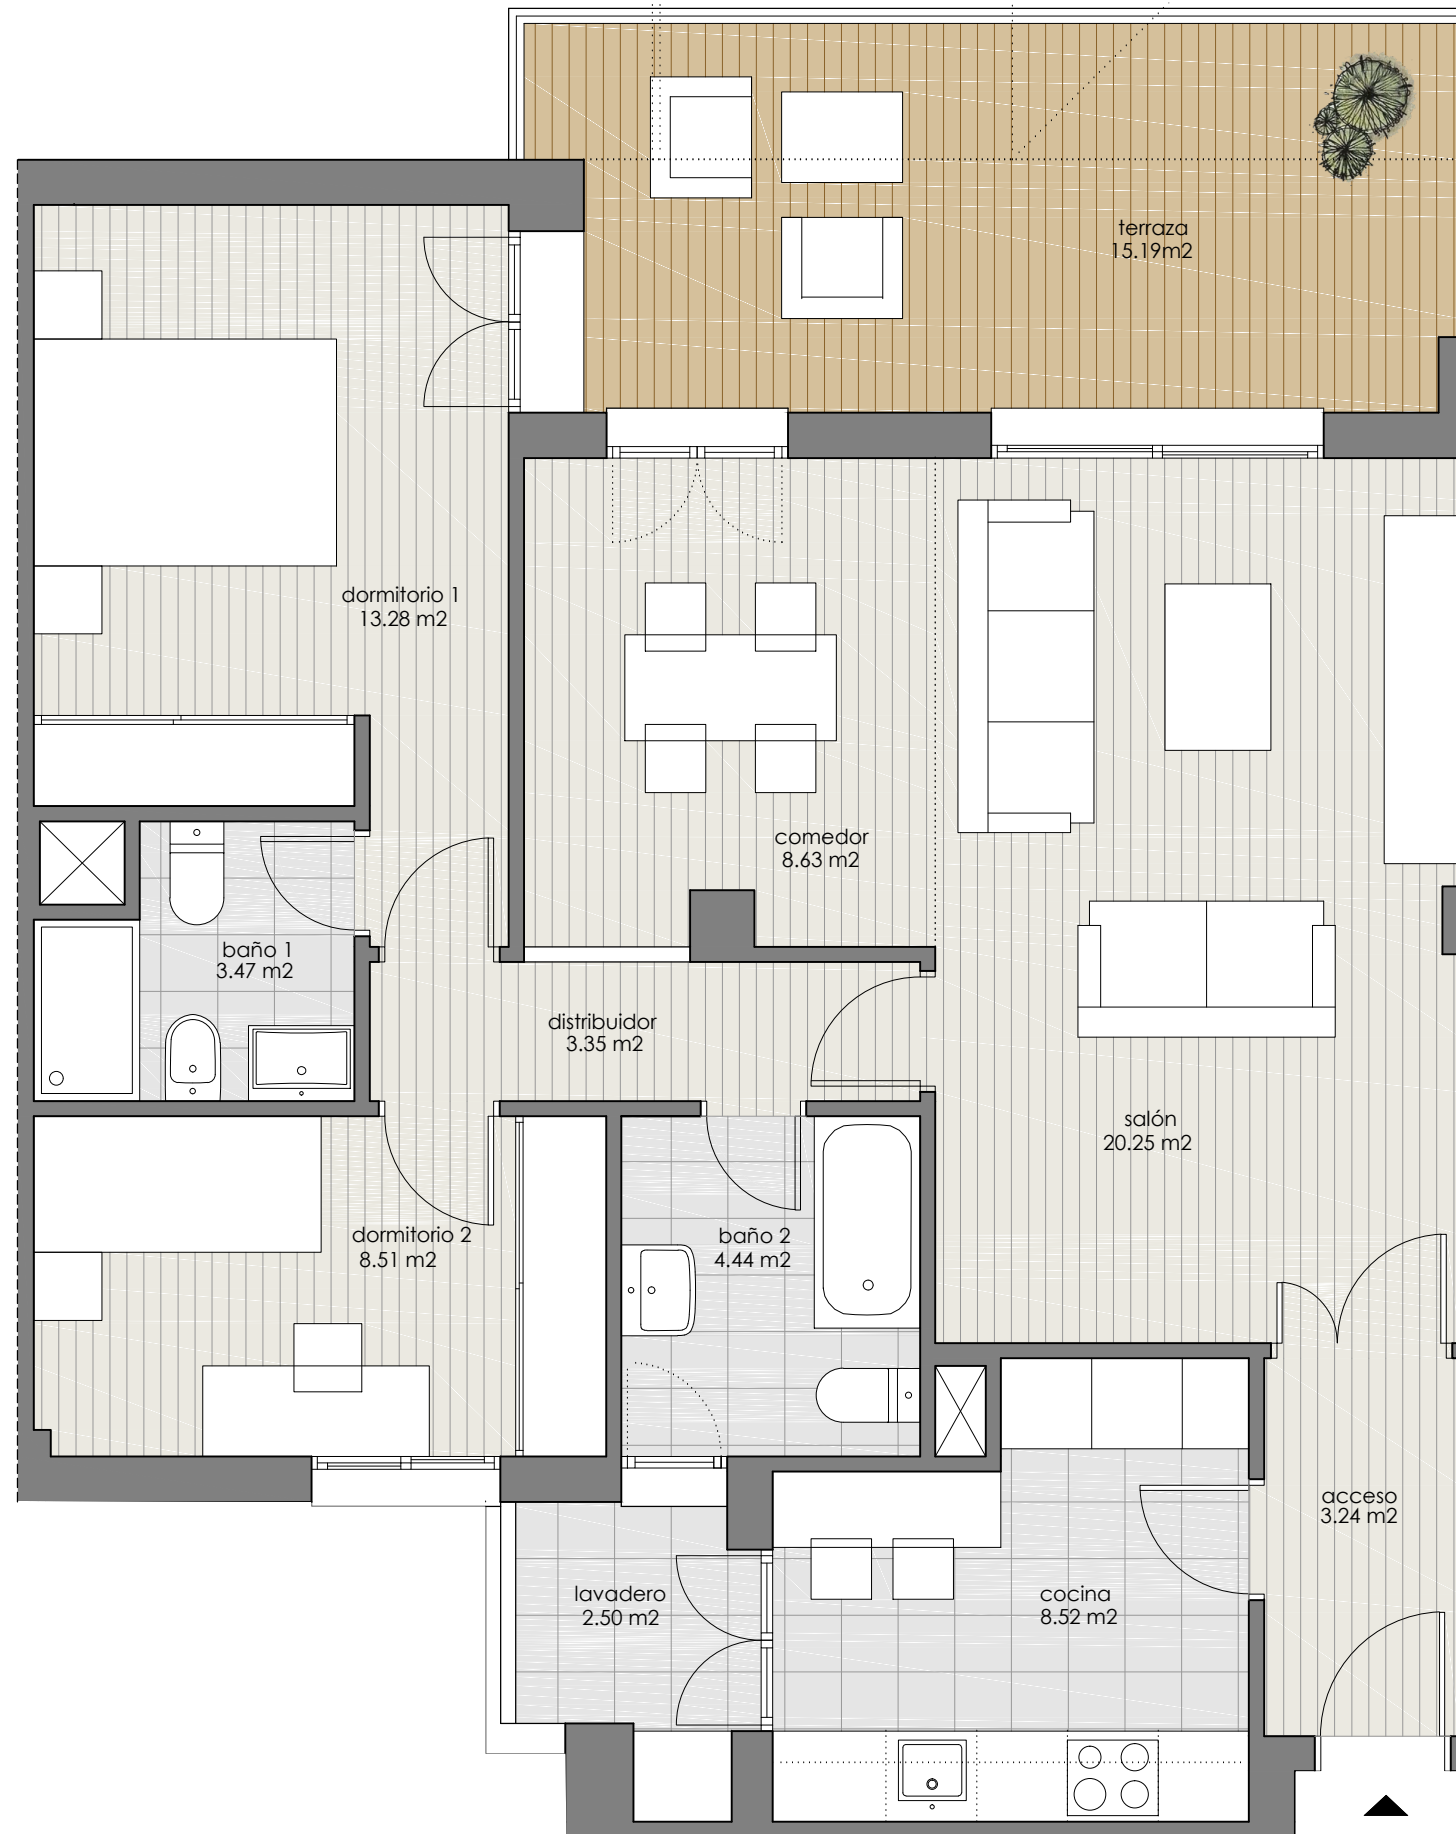 terraza
15.19m2
dormitorio 1
13.28 m2
comedor
8.63 m2
baño 1
3.47 m2
distribuidor
3.35 m2
salón
20.25 m2
dormitorio 2
8.51 m2
baño 2
4.44 m2
acceso
3.24 m2
lavadero
2.50 m2
cocina
8.52 m2